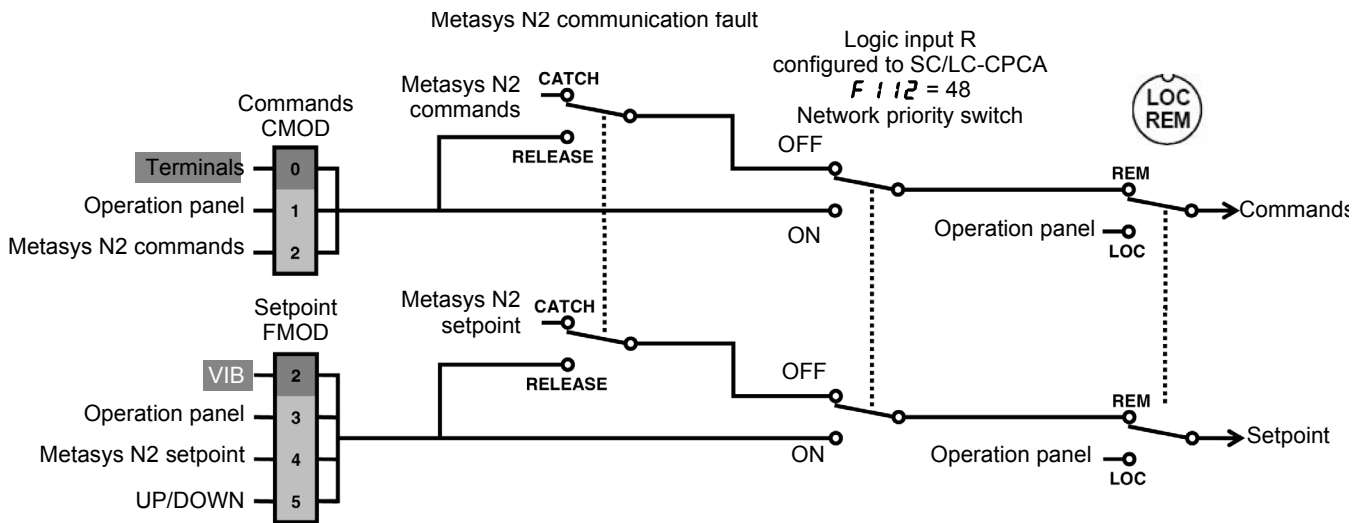 Metasys N2 communication fault
Logic input R
configured to SC/LC-CPCA
F112 = 48
Network priority switch
LOC
REM
Commands
CMOD
Metasys N2
commands
CATCH
RELEASE
OFF
ON
REM
Operation panel
LOC
Commands
Terminals
0
Operation panel
1
Metasys N2 commands
2
Setpoint
FMOD
Metasys N2
setpoint
CATCH
RELEASE
OFF
ON
REM
Operation panel
LOC
Setpoint
VIB
2
Operation panel
3
Metasys N2 setpoint
4
UP/DOWN
5